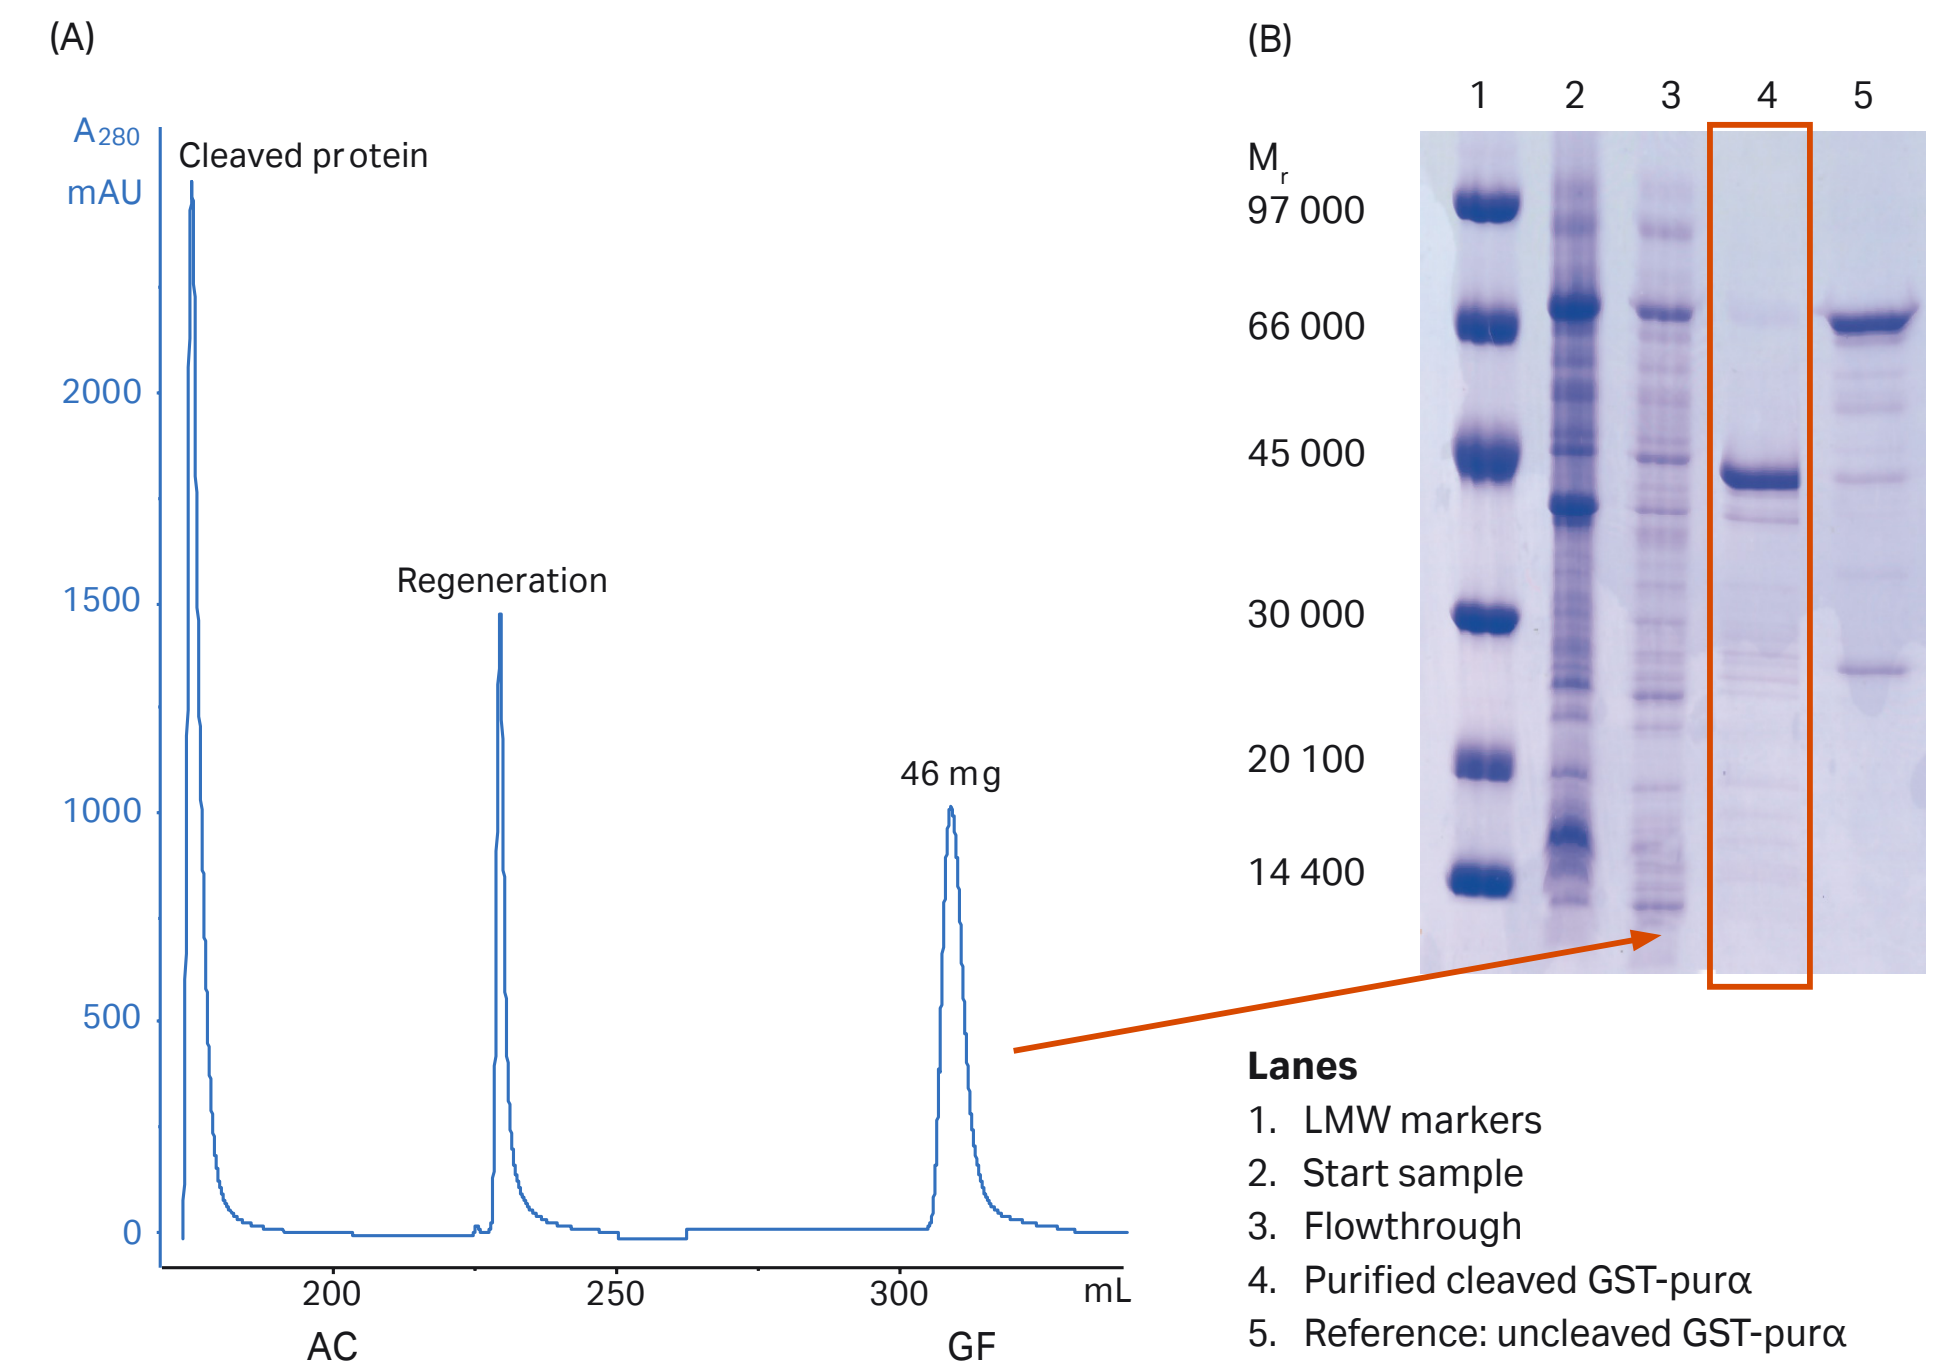 (A)
A280
mAU
Cleaved protein
2000
1500
1000
500
0
Regeneration
46 mg
200
250
300
mL
AC
GF
(B)
1 2 3 4 5
Mr
97 000
66 000
45 000
30 000
20 100
14 400
Lanes
1. LMW markers
2. Start sample
3. Flowthrough
4. Purified cleaved GST-purα
5. Reference: uncleaved GST-purα